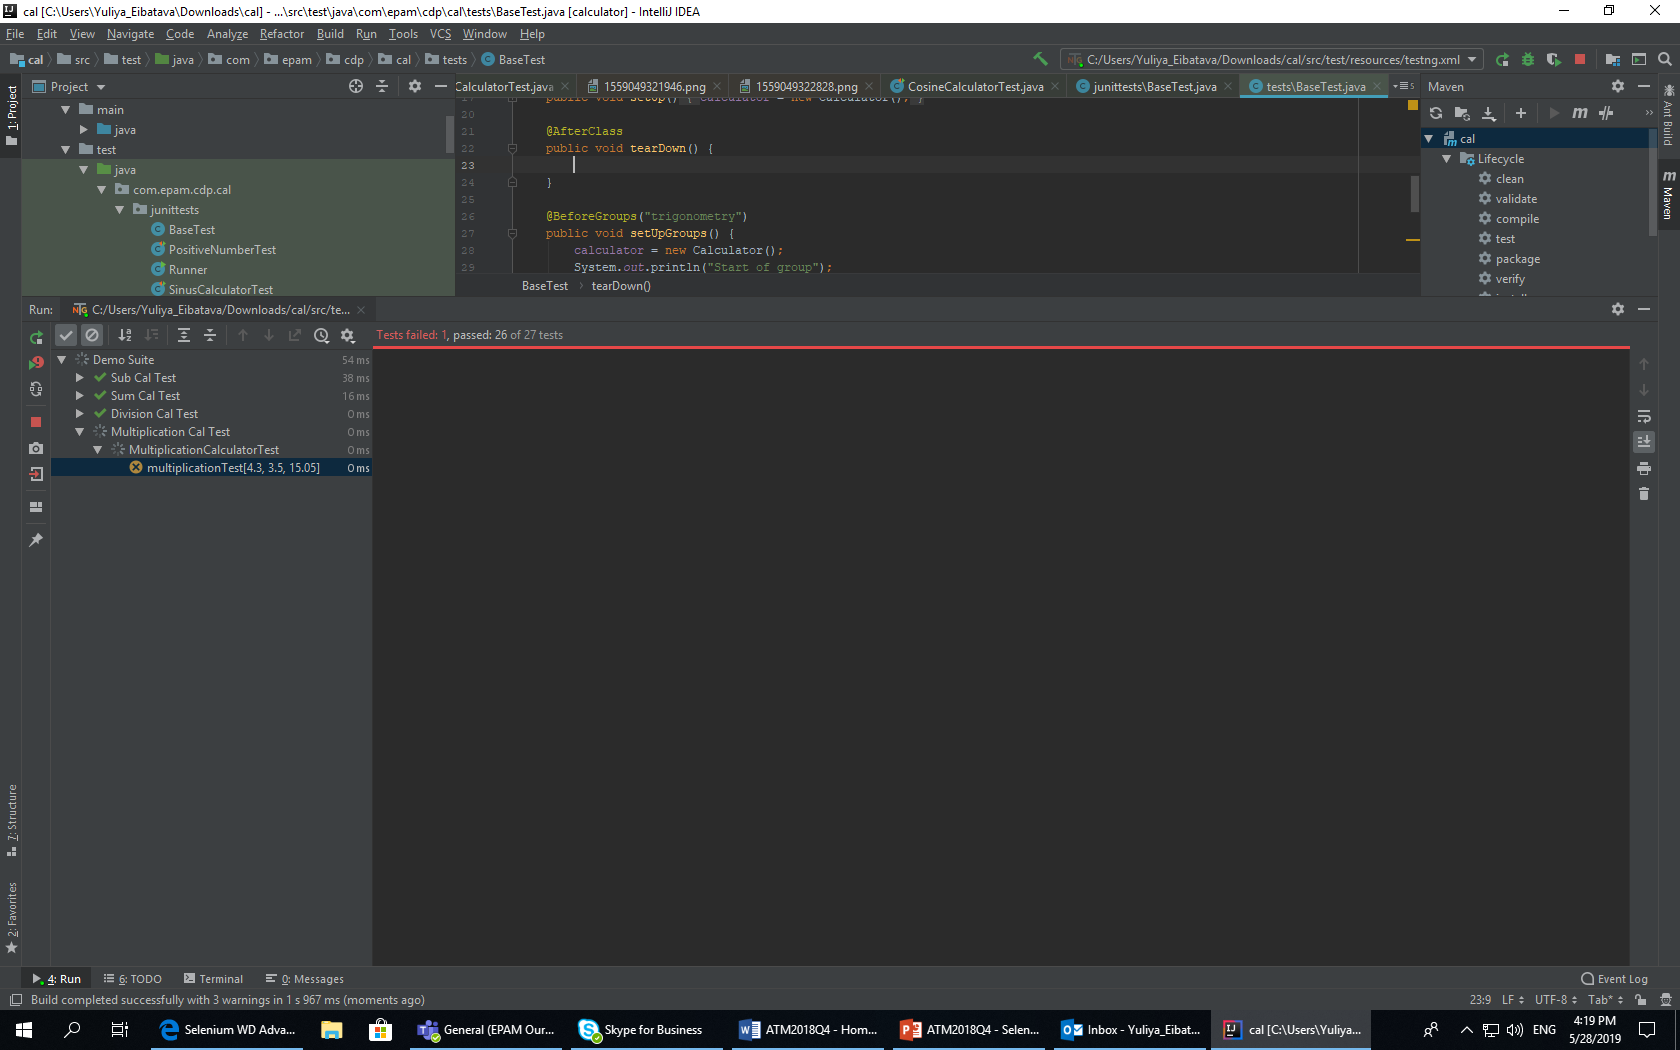 cal [C:\Users\Yuliya_Eibatava\Downloads\cal] - ...\src\test\java\com\epam\cdp\cal\tests\BaseTest.java [calculator] - IntelliJ IDEA
File Edit View Navigate Code Analyze Refactor Build Run Tools VCS Window Help
cal src test java com epam cdp cal tests BaseTest C:/Users/Yuliya_Eibatava/Downloads/cal/src/test/resources/testng.xml
1: Project
Project
main
java
test
java
com.epam.cdp.cal
junittests
BaseTest
PositiveNumberTest
Runner
SinusCalculatorTest
CalculatorTest.java 1559049321946.png 1559049322828.png CosineCalculatorTest.java junittests\BaseTest.java tests\BaseTest.java 5
public void setUp() { calculator = new Calculator(); }
20
21 @AfterClass
22 public void tearDown() {
23
24 }
25
26 @BeforeGroups("trigonometry")
27 public void setUpGroups() {
28 calculator = new Calculator();
29 System.out.println("Start of group");
BaseTest tearDown()
Maven
cal
Lifecycle
clean
validate
compile
test
package
verify
Ant Build
Maven
Run: C:/Users/Yuliya_Eibatava/Downloads/cal/src/te...
Tests failed: 1, passed: 26 of 27 tests
Demo Suite 54 ms
Sub Cal Test 38 ms
Sum Cal Test 16 ms
Division Cal Test 0 ms
Multiplication Cal Test 0 ms
MultiplicationCalculatorTest 0 ms
multiplicationTest[4.3, 3.5, 15.05] 0 ms
7: Structure
2: Favorites
4: Run 6: TODO Terminal 0: Messages Event Log
Build completed successfully with 3 warnings in 1 s 967 ms (moments ago) 23:9 LF UTF-8 Tab*
Selenium WD Adva... General (EPAM Our... Skype for Business ATM2018Q4 - Hom... ATM2018Q4 - Selen... Inbox - Yuliya_Eibat... cal [C:\Users\Yuliya... ENG
4:19 PM
5/28/2019